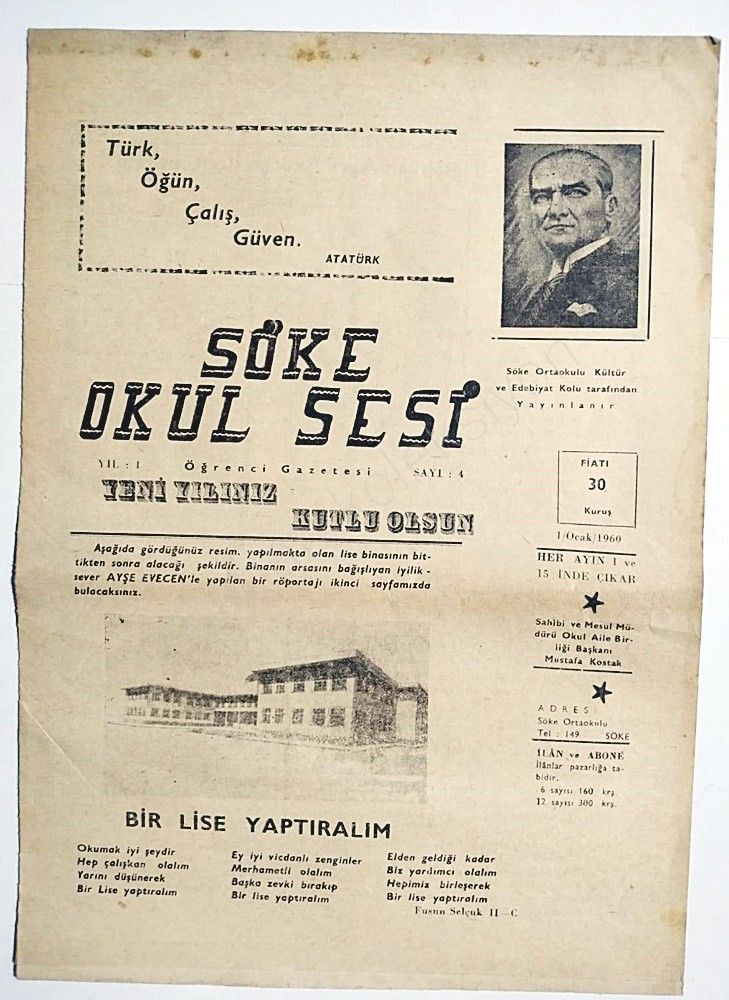 Türk,
Öğün,
Çalış,
Güven.
ATATÜRK
SÖKE
OKUL SESİ
YIL : 1 Öğrenci Gazetesi SAYI : 4
YENİ YILINIZ
KUTLU OLSUN
Söke Ortaokulu Kültür
ve Edebiyat Kolu tarafından
Yayınlanır
FİATI
30
Kuruş
1/Ocak/1960
HER AYIN 1 ve
15 İNDE ÇIKAR
Sahibi ve Mesul Mü-
dürü Okul Aile Bir-
liği Başkanı
Mustafa Kostak
ADRES :
Söke Ortaokulu
Tel : 149 SÖKE
İLÂN ve ABONE
İlânlar pazarlığa ta-
bidir.
6 sayısı 160 krş.
12 sayısı 300 krş.
Aşağıda gördüğünüz resim, yapılmakta olan lise binasının bit-
tikten sonra alacağı şekildir. Binanın arsasını bağışlıyan iyilik-
sever AYŞE EVECEN'le yapılan bir röportajı ikinci sayfamızda
bulacaksınız.
BİR LİSE YAPTIRALIM
Okumak iyi şeydir
Hep çalışkan olalım
Yarını düşünerek
Bir Lise yaptıralım
Ey iyi vicdanlı zenginler
Merhametli olalım
Başka zevki bırakıp
Bir lise yaptıralım
Elden geldiği kadar
Biz yardımcı olalım
Hepimiz birleşerek
Bir lise yaptıralım
Fusun Selçuk II—C